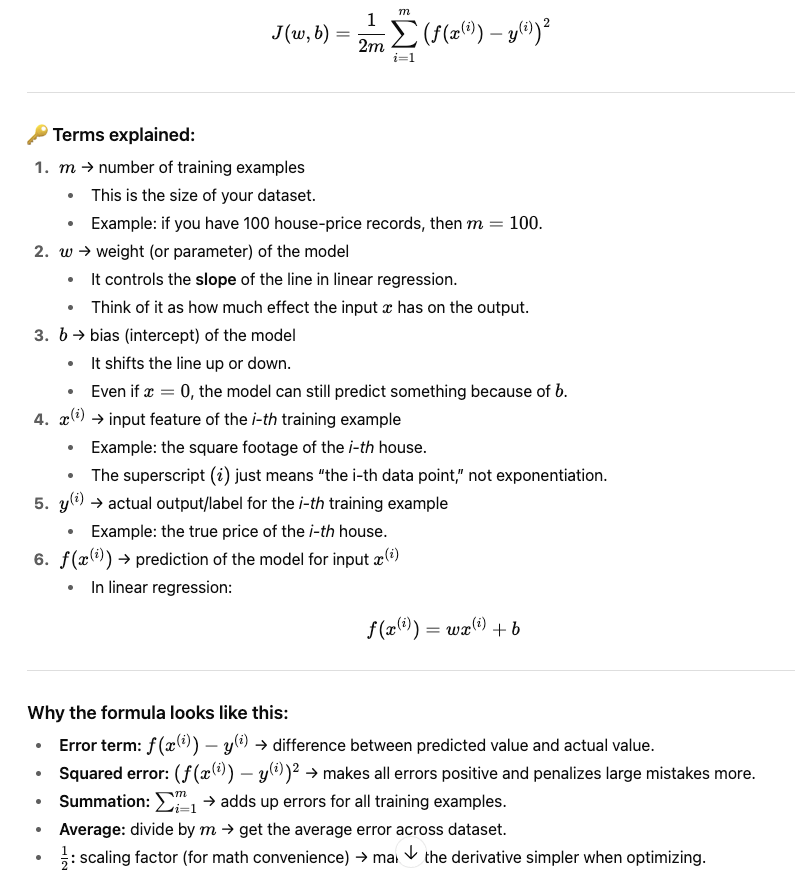 J(w, b) = \frac{1}{2m} \sum_{i=1}^{m} (f(x^{(i)}) − y^{(i)})^2
🔑 Terms explained:
1. m → number of training examples
• This is the size of your dataset.
• Example: if you have 100 house-price records, then m = 100.
2. w → weight (or parameter) of the model
• It controls the slope of the line in linear regression.
• Think of it as how much effect the input x has on the output.
3. b → bias (intercept) of the model
• It shifts the line up or down.
• Even if x = 0, the model can still predict something because of b.
4. x^{(i)} → input feature of the i-th training example
• Example: the square footage of the i-th house.
• The superscript (i) just means “the i-th data point,” not exponentiation.
5. y^{(i)} → actual output/label for the i-th training example
• Example: the true price of the i-th house.
6. f(x^{(i)}) → prediction of the model for input x^{(i)}
• In linear regression:
f(x^{(i)}) = wx^{(i)} + b
Why the formula looks like this:
• Error term: f(x^{(i)}) − y^{(i)} → difference between predicted value and actual value.
• Squared error: (f(x^{(i)}) − y^{(i)})^2 → makes all errors positive and penalizes large mistakes more.
• Summation: \sum_{i=1}^{m} → adds up errors for all training examples.
• Average: divide by m → get the average error across dataset.
• \frac{1}{2}: scaling factor (for math convenience) → the derivative simpler when optimizing.